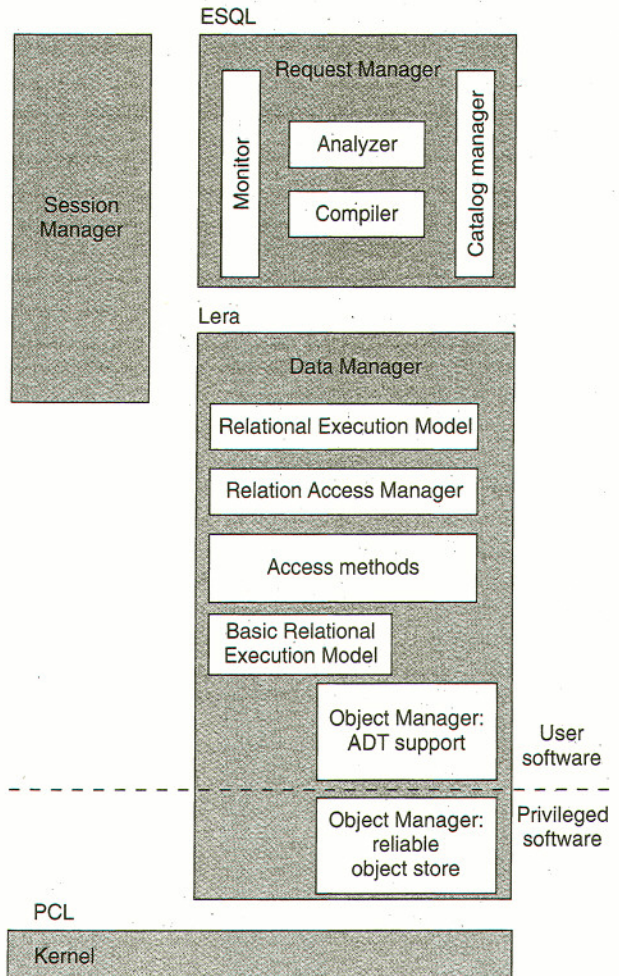 ESQL
Request Manager
Monitor
Analyzer
Compiler
Catalog manager
Session
Manager
Lera
Data Manager
Relational Execution Model
Relation Access Manager
Access methods
Basic Relational
Execution Model
Object Manager:
ADT support
User
software
Object Manager:
reliable
object store
Privileged
software
PCL
Kernel